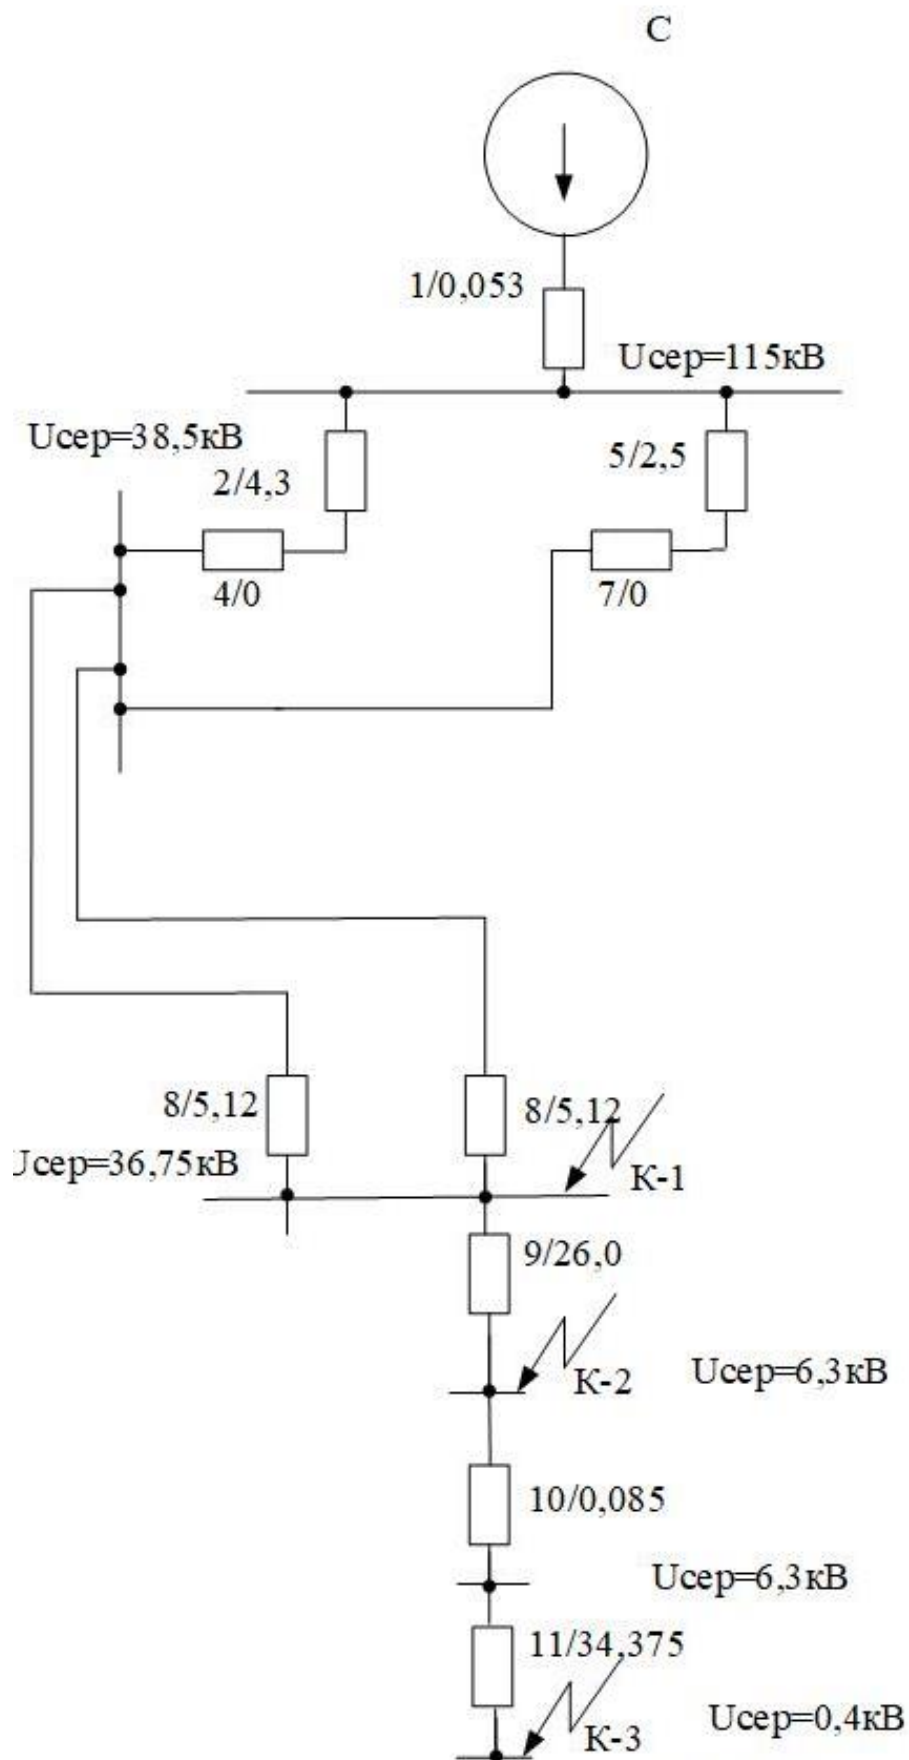 С
1/0,053
Uсер=115кВ
Uсер=38,5кВ
5/2,5
2/4,3
4/0
7/0
8/5,12
8/5,12
Uсер=36,75кВ
К-1
9/26,0
К-2
Uсер=6,3кВ
10/0,085
Uсер=6,3кВ
11/34,375
Uсер=0,4кВ
К-3